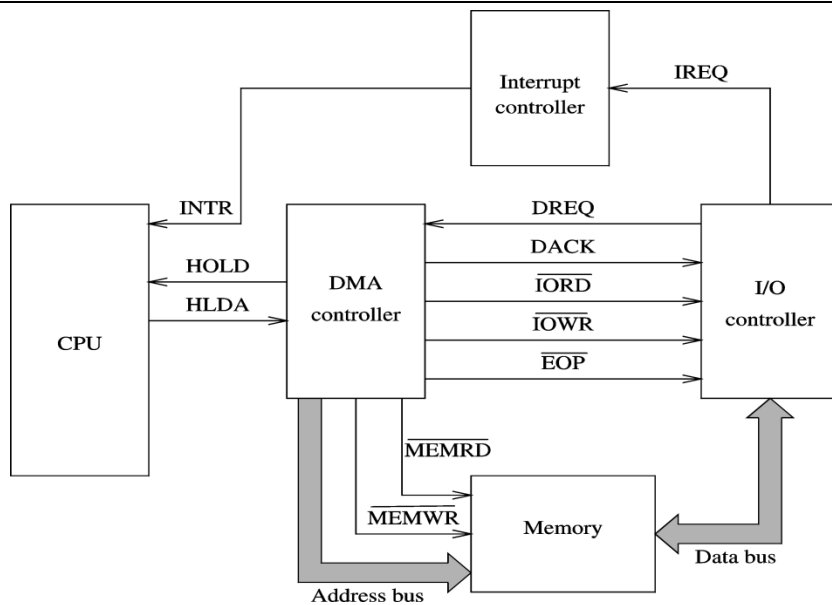 Interrupt
controller
IREQ
INTR
HOLD
HLDA
CPU
DMA
controller
DREQ
DACK
IORD
IOWR
EOP
I/O
controller
MEMRD
MEMWR
Memory
Address bus
Data bus